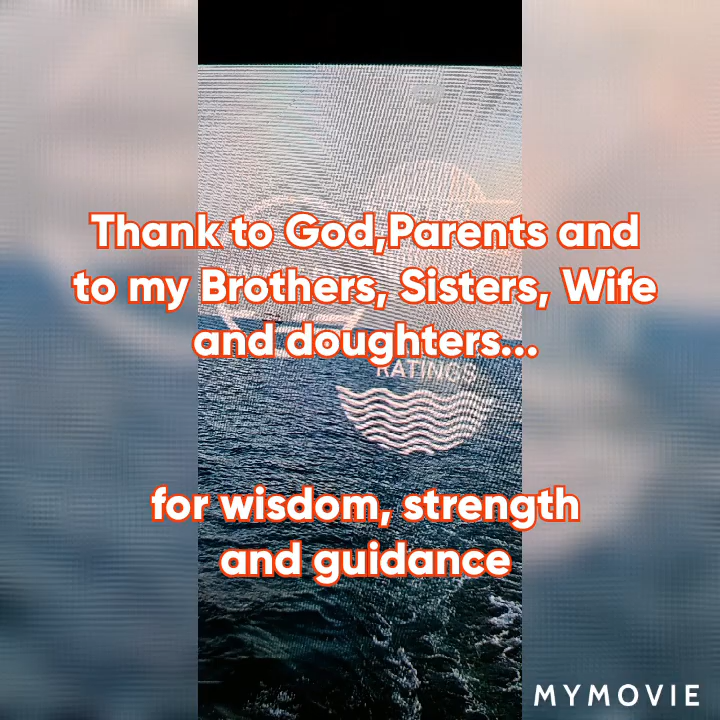 Thank to God,Parents and
to my Brothers, Sisters, Wife
and doughters...
RATINGS
for wisdom, strength
and guidance
MYMOVIE